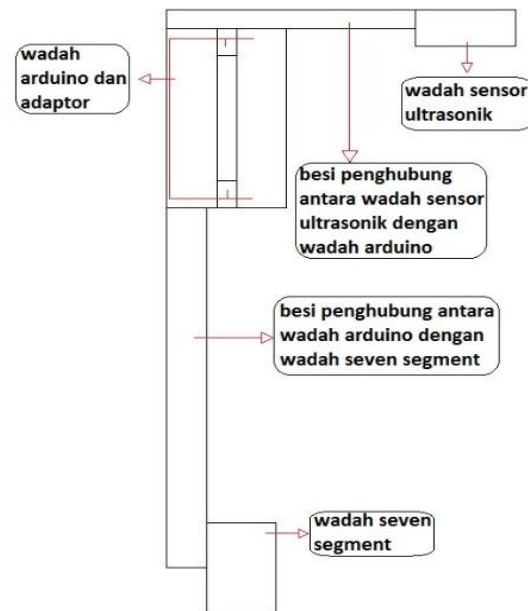 wadah
arduino dan
adaptor
wadah sensor
ultrasonik
besi penghubung
antara wadah sensor
ultrasonik dengan
wadah arduino
besi penghubung antara
wadah arduino dengan
wadah seven segment
wadah seven
segment